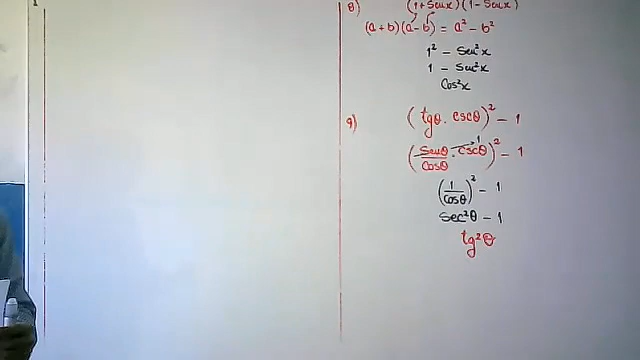 8) (1+Senx)(1-Senx)
(a+b)(a-b) = a² - b²
1² - Sen²x
1 - Sen²x
Cos²x
9) (tgθ . cscθ)² - 1
(Senθ/Cosθ . cscθ)² - 1
1
(1/Cosθ)² - 1
sec²θ - 1
tg²θ